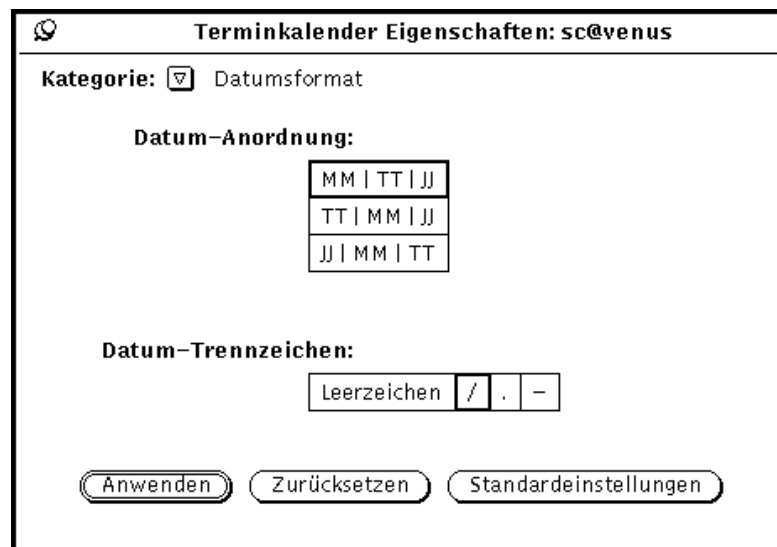 Terminkalender Eigenschaften: sc@venus
Kategorie: Datumsformat
Datum-Anordnung:
MM | TT | JJ
TT | MM | JJ
JJ | MM | TT
Datum-Trennzeichen:
Leerzeichen / . -
Anwenden Zurücksetzen Standardeinstellungen